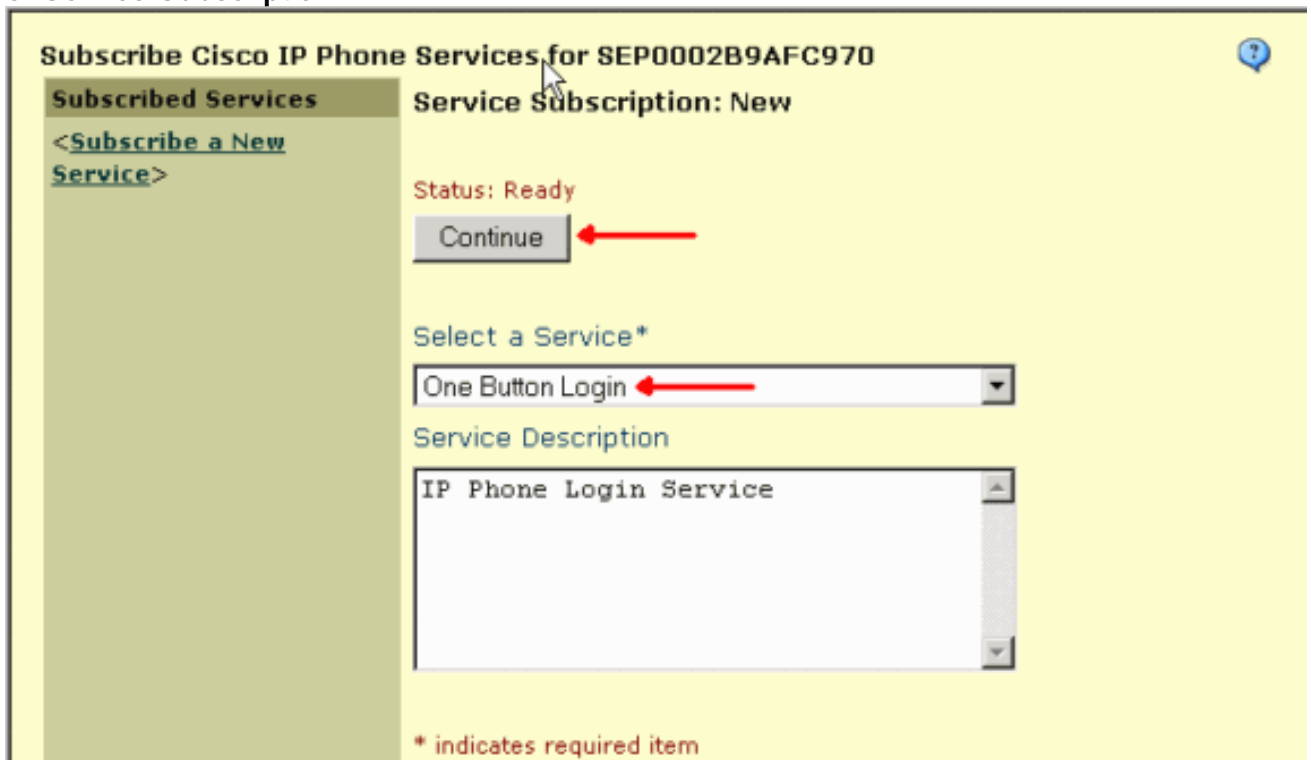 Subscribe Cisco IP Phone Services for SEP0002B9AFC970
Subscribed Services
<Subscribe a New
Service>
Service Subscription: New
Status: Ready
Continue
Select a Service*
One Button Login
Service Description
IP Phone Login Service
* indicates required item